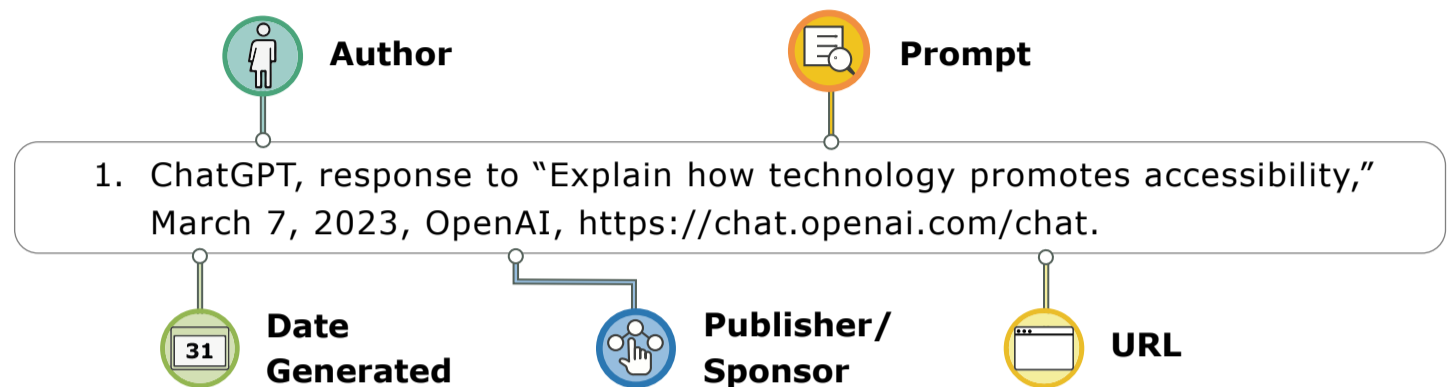 Author
Prompt
1. ChatGPT, response to “Explain how technology promotes accessibility,”
March 7, 2023, OpenAI, https://chat.openai.com/chat.
31
Date
Generated
Publisher/
Sponsor
URL